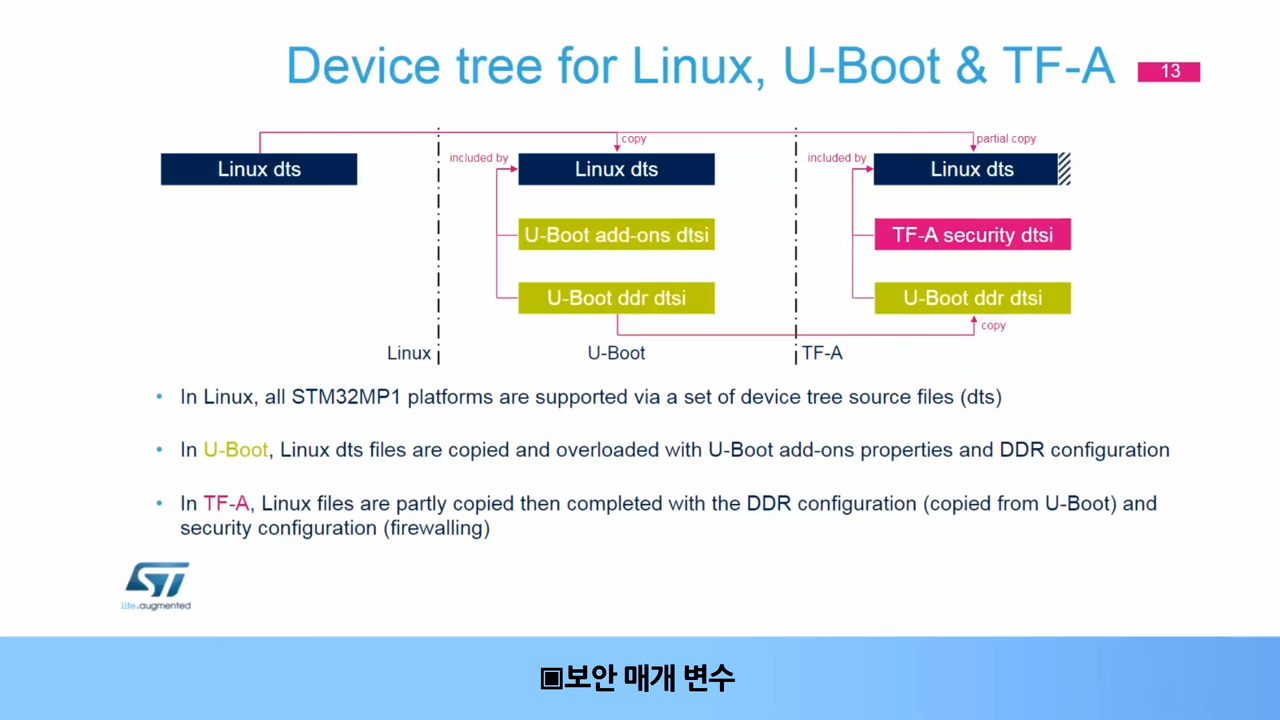 Device tree for Linux, U-Boot & TF-A
13
copy
partial copy
included by
included by
Linux dts
Linux dts
Linux dts
U-Boot add-ons dtsi
TF-A security dtsi
U-Boot ddr dtsi
U-Boot ddr dtsi
copy
Linux
U-Boot
TF-A
• In Linux, all STM32MP1 platforms are supported via a set of device tree source files (dts)
• In U-Boot, Linux dts files are copied and overloaded with U-Boot add-ons properties and DDR configuration
• In TF-A, Linux files are partly copied then completed with the DDR configuration (copied from U-Boot) and
security configuration (firewalling)
ST
life.augmented
▣보안 매개 변수